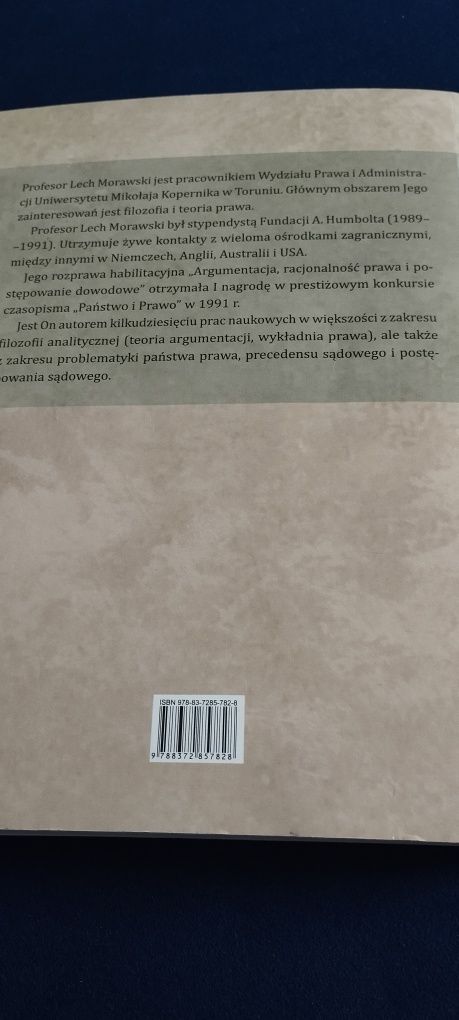 Profesor Lech Morawski jest pracownikiem Wydziału Prawa i Administra-
cji Uniwersytetu Mikołaja Kopernika w Toruniu. Głównym obszarem Jego
zainteresowań jest filozofia i teoria prawa.
Profesor Lech Morawski był stypendystą Fundacji A. Humbolta (1989–
–1991). Utrzymuje żywe kontakty z wieloma ośrodkami zagranicznymi,
między innymi w Niemczech, Anglii, Australii i USA.
Jego rozprawa habilitacyjna „Argumentacja, racjonalność prawa i po-
stępowanie dowodowe” otrzymała I nagrodę w prestiżowym konkursie
czasopisma „Państwo i Prawo” w 1991 r.
Jest On autorem kilkudziesięciu prac naukowych w większości z zakresu
filozofii analitycznej (teoria argumentacji, wykładnia prawa), ale także
z zakresu problematyki państwa prawa, precedensu sądowego i postę-
powania sądowego.
ISBN 978-83-7285-782-8
9 788372 857828